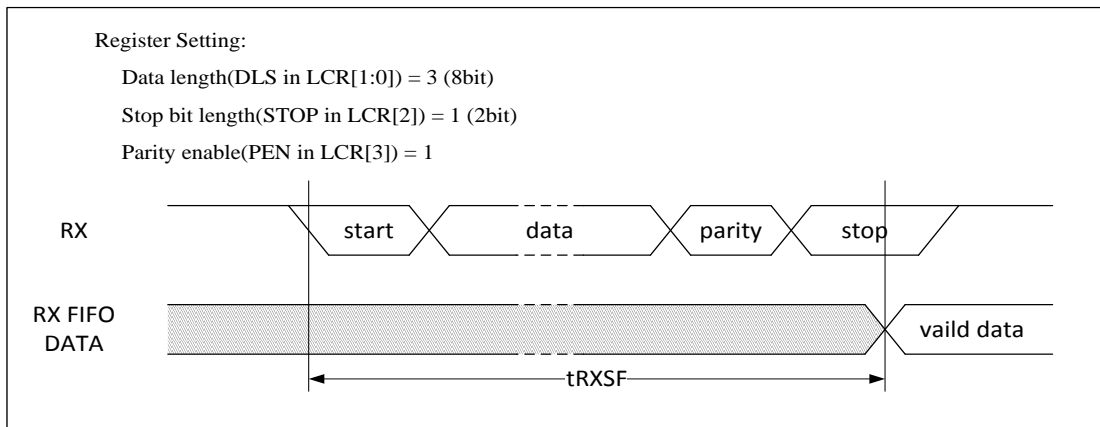 Register Setting:
Data length(DLS in LCR[1:0]) = 3 (8bit)
Stop bit length(STOP in LCR[2]) = 1 (2bit)
Parity enable(PEN in LCR[3]) = 1
RX start data parity stop
RX FIFO
DATA
vaild data
tRXSF